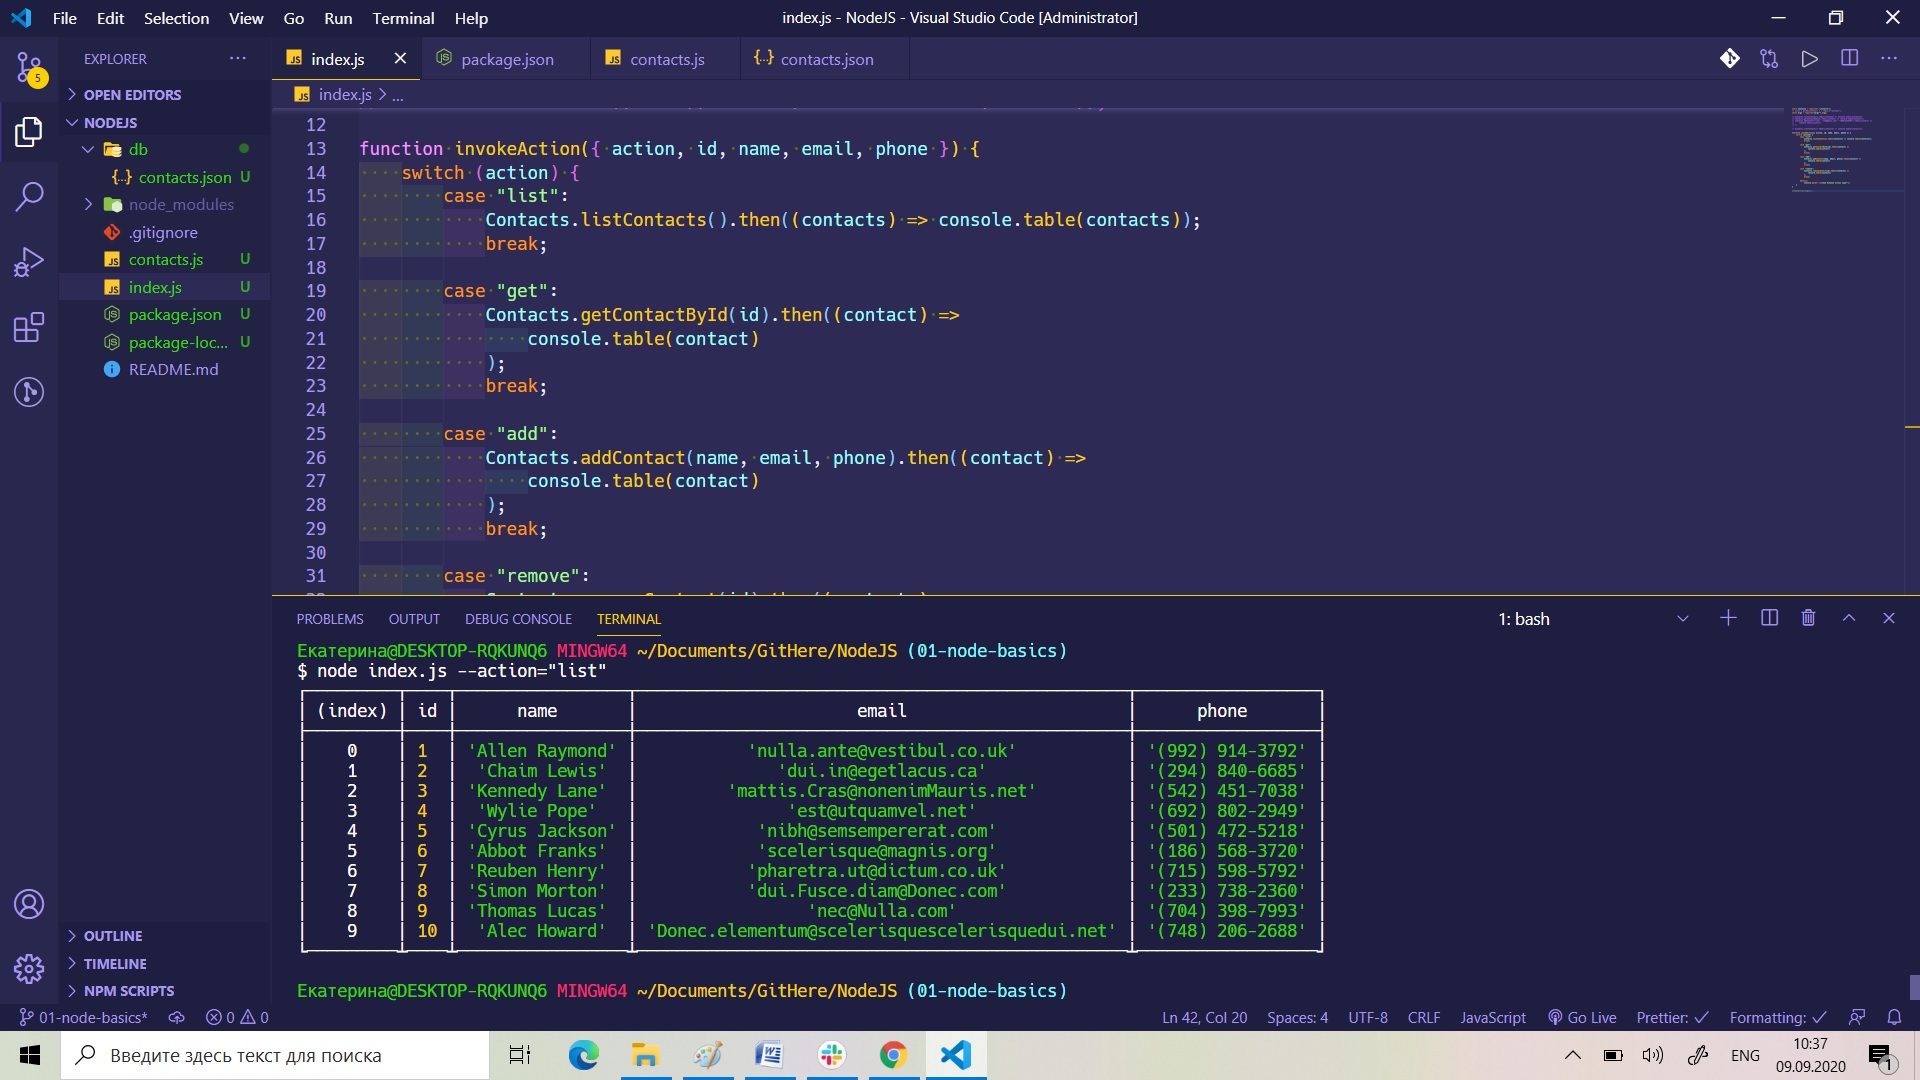 File Edit Selection View Go Run Terminal Help
index.js - NodeJS - Visual Studio Code [Administrator]
5
EXPLORER
OPEN EDITORS
NODEJS
db
contacts.json U
node_modules
.gitignore
contacts.js U
index.js U
package.json U
package-loc... U
README.md
OUTLINE
TIMELINE
NPM SCRIPTS
index.js package.json contacts.js contacts.json
index.js > ...
12
13 function invokeAction({ action, id, name, email, phone }) {
14 switch (action) {
15 case "list":
16 Contacts.listContacts().then((contacts) => console.table(contacts));
17 break;
18
19 case "get":
20 Contacts.getContactById(id).then((contact) =>
21 console.table(contact)
22 );
23 break;
24
25 case "add":
26 Contacts.addContact(name, email, phone).then((contact) =>
27 console.table(contact)
28 );
29 break;
30
31 case "remove":
PROBLEMS OUTPUT DEBUG CONSOLE TERMINAL
1: bash
Екатерина@DESKTOP-RQKUNQ6 MINGW64 ~/Documents/GitHere/NodeJS (01-node-basics)
$ node index.js --action="list"
(index) id name email phone
0 1 'Allen Raymond' 'nulla.ante@vestibul.co.uk' '(992) 914-3792'
1 2 'Chaim Lewis' 'dui.in@egetlacus.ca' '(294) 840-6685'
2 3 'Kennedy Lane' 'mattis.Cras@nonenimMauris.net' '(542) 451-7038'
3 4 'Wylie Pope' 'est@utquamvel.net' '(692) 802-2949'
4 5 'Cyrus Jackson' 'nibh@semsempererat.com' '(501) 472-5218'
5 6 'Abbot Franks' 'scelerisque@magnis.org' '(186) 568-3720'
6 7 'Reuben Henry' 'pharetra.ut@dictum.co.uk' '(715) 598-5792'
7 8 'Simon Morton' 'dui.Fusce.diam@Donec.com' '(233) 738-2360'
8 9 'Thomas Lucas' 'nec@Nulla.com' '(704) 398-7993'
9 10 'Alec Howard' 'Donec.elementum@scelerisquescelerisquedui.net' '(748) 206-2688'
Екатерина@DESKTOP-RQKUNQ6 MINGW64 ~/Documents/GitHere/NodeJS (01-node-basics)
01-node-basics* 0 0
Ln 42, Col 20 Spaces: 4 UTF-8 CRLF JavaScript Go Live Prettier: Formatting:
Введите здесь текст для поиска
ENG
10:37
09.09.2020
1